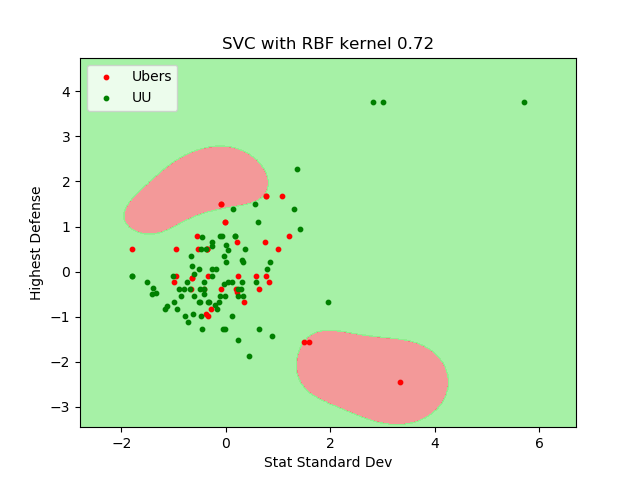 SVC with RBF kernel 0.72
Ubers
UU
4
3
2
1
0
−1
−2
−3
Highest Defense
−2
0
2
4
6
Stat Standard Dev